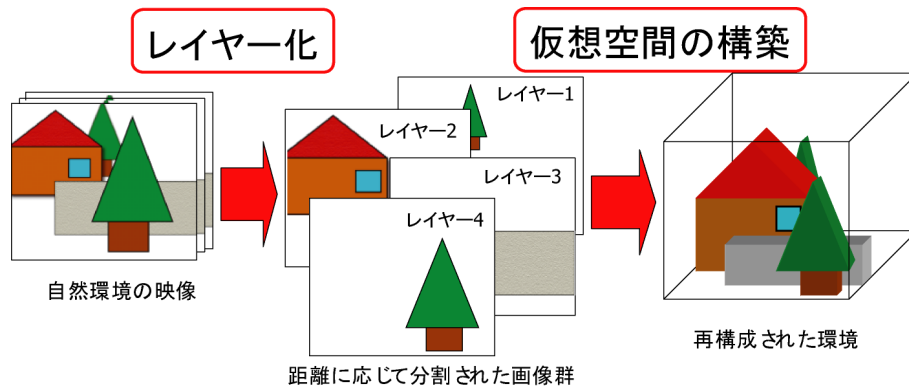 レイヤー化
仮想空間の構築
レイヤー1
レイヤー2
レイヤー3
レイヤー4
自然環境の映像
距離に応じて分割された画像群
再構成された環境